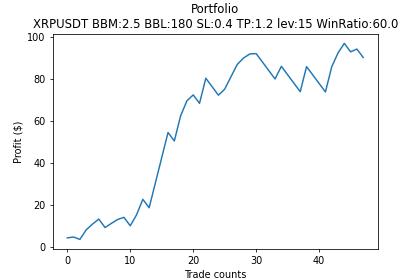 Portfolio
XRPUSDT BBM:2.5 BBL:180 SL:0.4 TP:1.2 lev:15 WinRatio:60.0
100
80
60
40
20
0
Profit ($)
0 10 20 30 40
Trade counts